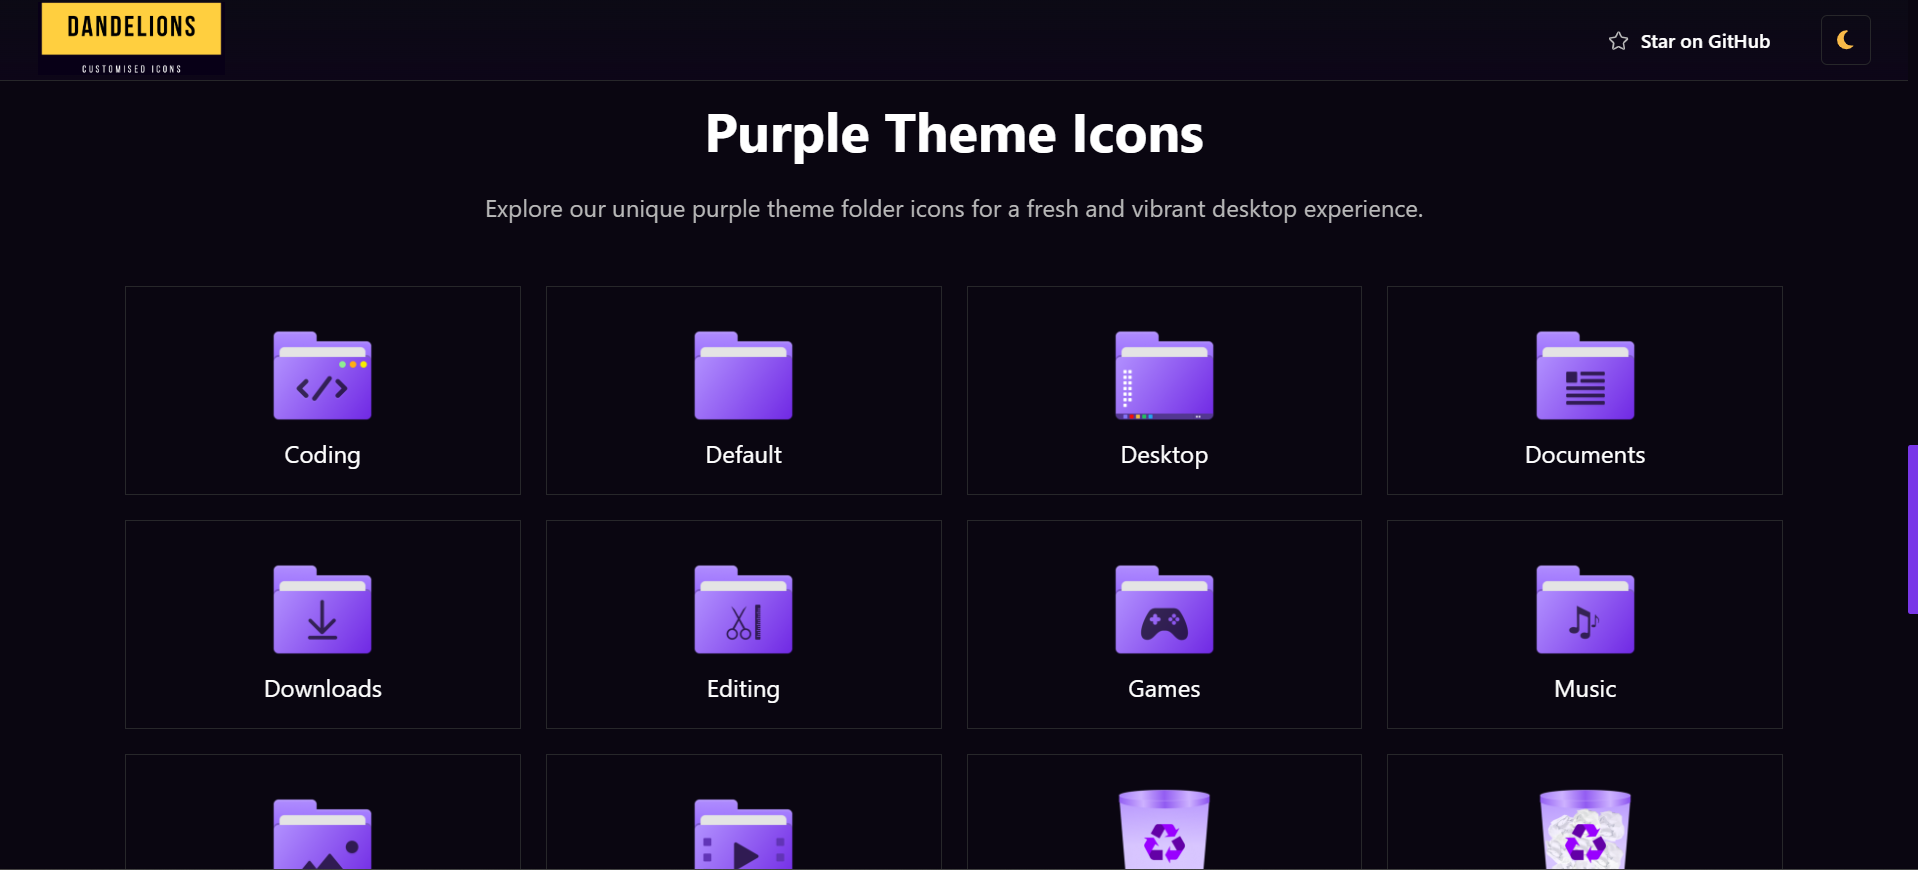 DANDELIONS
CUSTOMISED ICONS
Star on GitHub
Purple Theme Icons
Explore our unique purple theme folder icons for a fresh and vibrant desktop experience.
Coding
Default
Desktop
Documents
Downloads
Editing
Games
Music